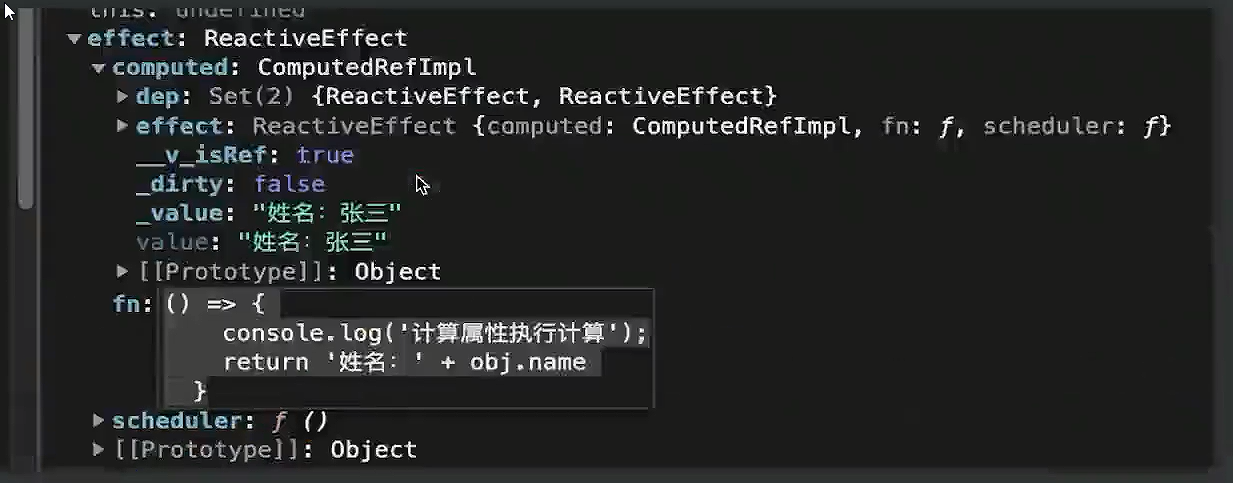 this: undefined
▼effect: ReactiveEffect
▼computed: ComputedRefImpl
▶dep: Set(2) {ReactiveEffect, ReactiveEffect}
▶effect: ReactiveEffect {computed: ComputedRefImpl, fn: ƒ, scheduler: ƒ}
__v_isRef: true
_dirty: false
_value: "姓名：张三"
value: "姓名：张三"
▶[[Prototype]]: Object
fn: () => {
console.log('计算属性执行计算');
return '姓名：' + obj.name
}
▶scheduler: ƒ ()
▶[[Prototype]]: Object